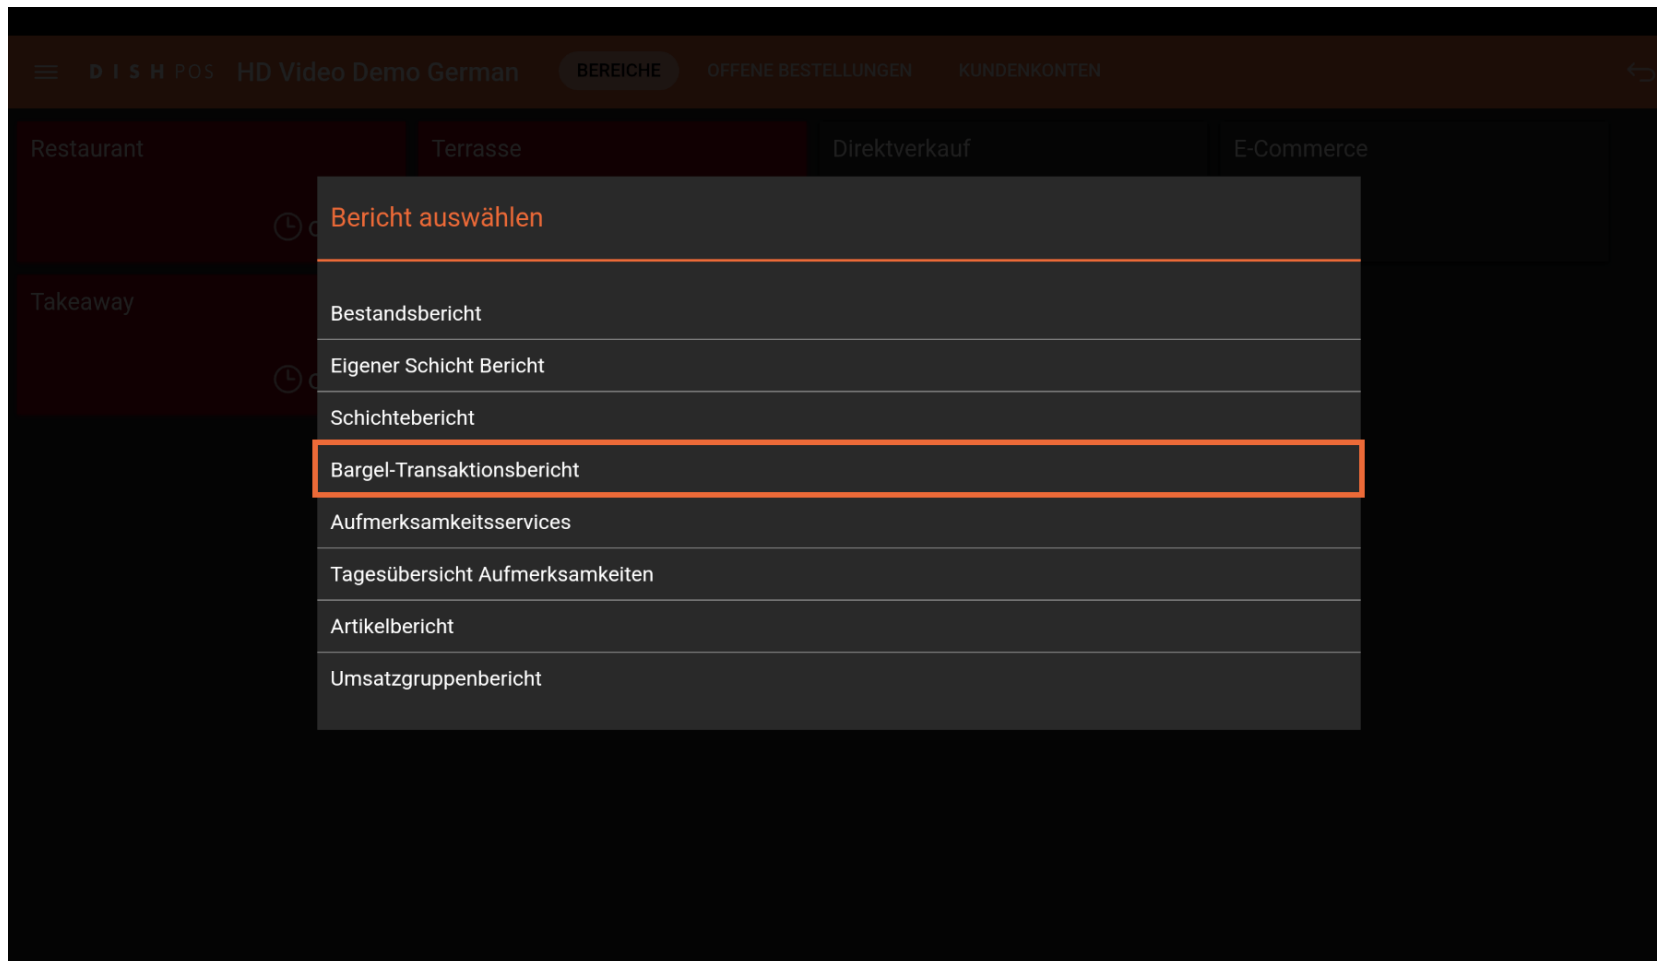 DISH POS HD Video Demo German BEREICHE OFFENE BESTELLUNGEN KUNDENKONTEN
Restaurant Terrasse Direktverkauf E-Commerce
Bericht auswählen
Takeaway
Bestandsbericht
Eigener Schicht Bericht
Schichtebericht
Bargel-Transaktionsbericht
Aufmerksamkeitsservices
Tagesübersicht Aufmerksamkeiten
Artikelbericht
Umsatzgruppenbericht